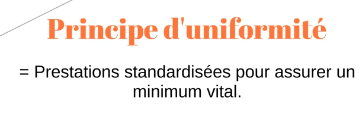 Principe d'uniformité
= Prestations standardisées pour assurer un
minimum vital.